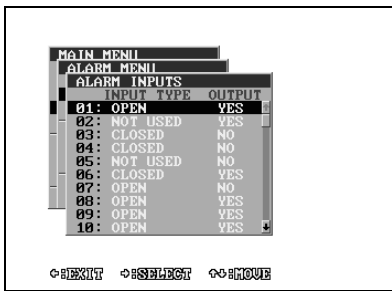 MAIN MENU
ALARM MENU
ALARM INPUTS
INPUT TYPE OUTPUT
01: OPEN YES
02: NOT USED YES
03: CLOSED NO
04: CLOSED NO
05: NOT USED NO
06: CLOSED YES
07: OPEN NO
08: OPEN YES
09: OPEN YES
10: OPEN YES
←:EXIT →:SELECT ↑↓:MOVE